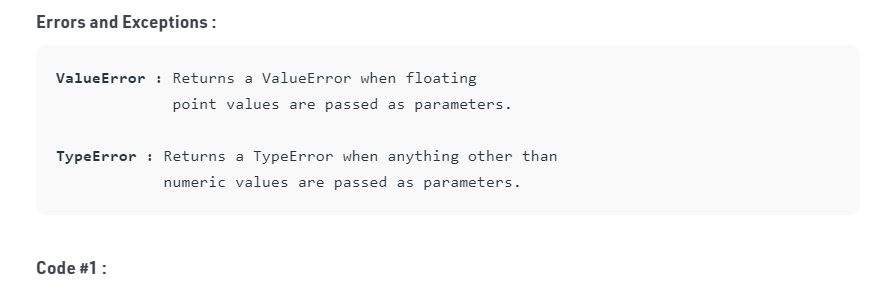 Errors and Exceptions :
ValueError : Returns a ValueError when floating
point values are passed as parameters.
TypeError : Returns a TypeError when anything other than
numeric values are passed as parameters.
Code #1 :